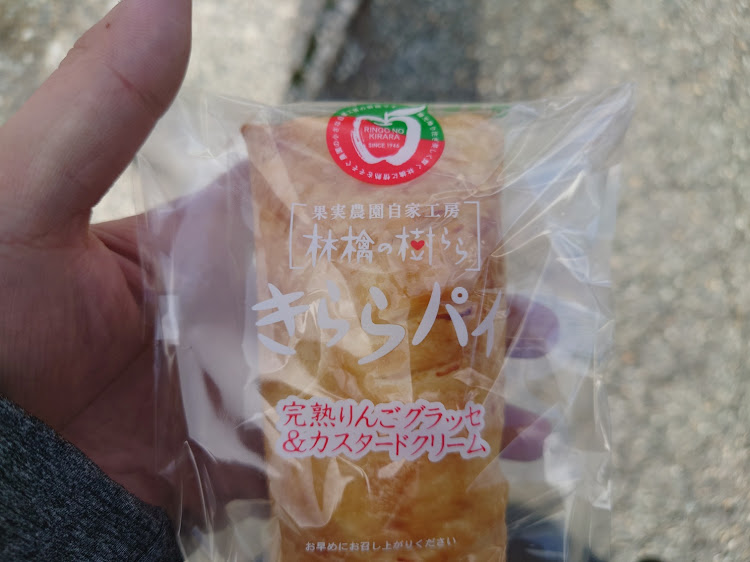 RINGO NO
KIRARA
SINCE 1946
果実農園自家工房
林檎の樹らら
きららパイ
完熟りんごグラッセ
&カスタードクリーム
お早めにお召し上がりください